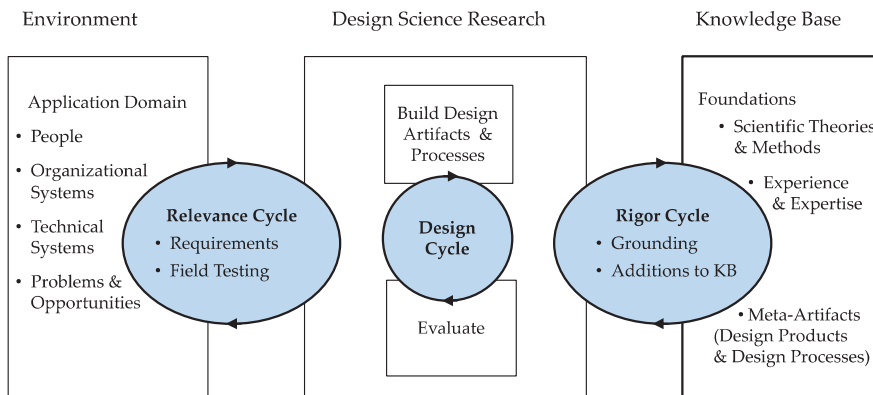 Environment
Design Science Research
Knowledge Base
Application Domain
• People
• Organizational
Systems
• Technical
Systems
• Problems &
Opportunities
Relevance Cycle
• Requirements
• Field Testing
Build Design
Artifacts &
Processes
Design
Cycle
Evaluate
Rigor Cycle
• Grounding
• Additions to KB
Foundations
• Scientific Theories
& Methods
• Experience
& Expertise
• Meta-Artifacts
(Design Products
& Design Processes)